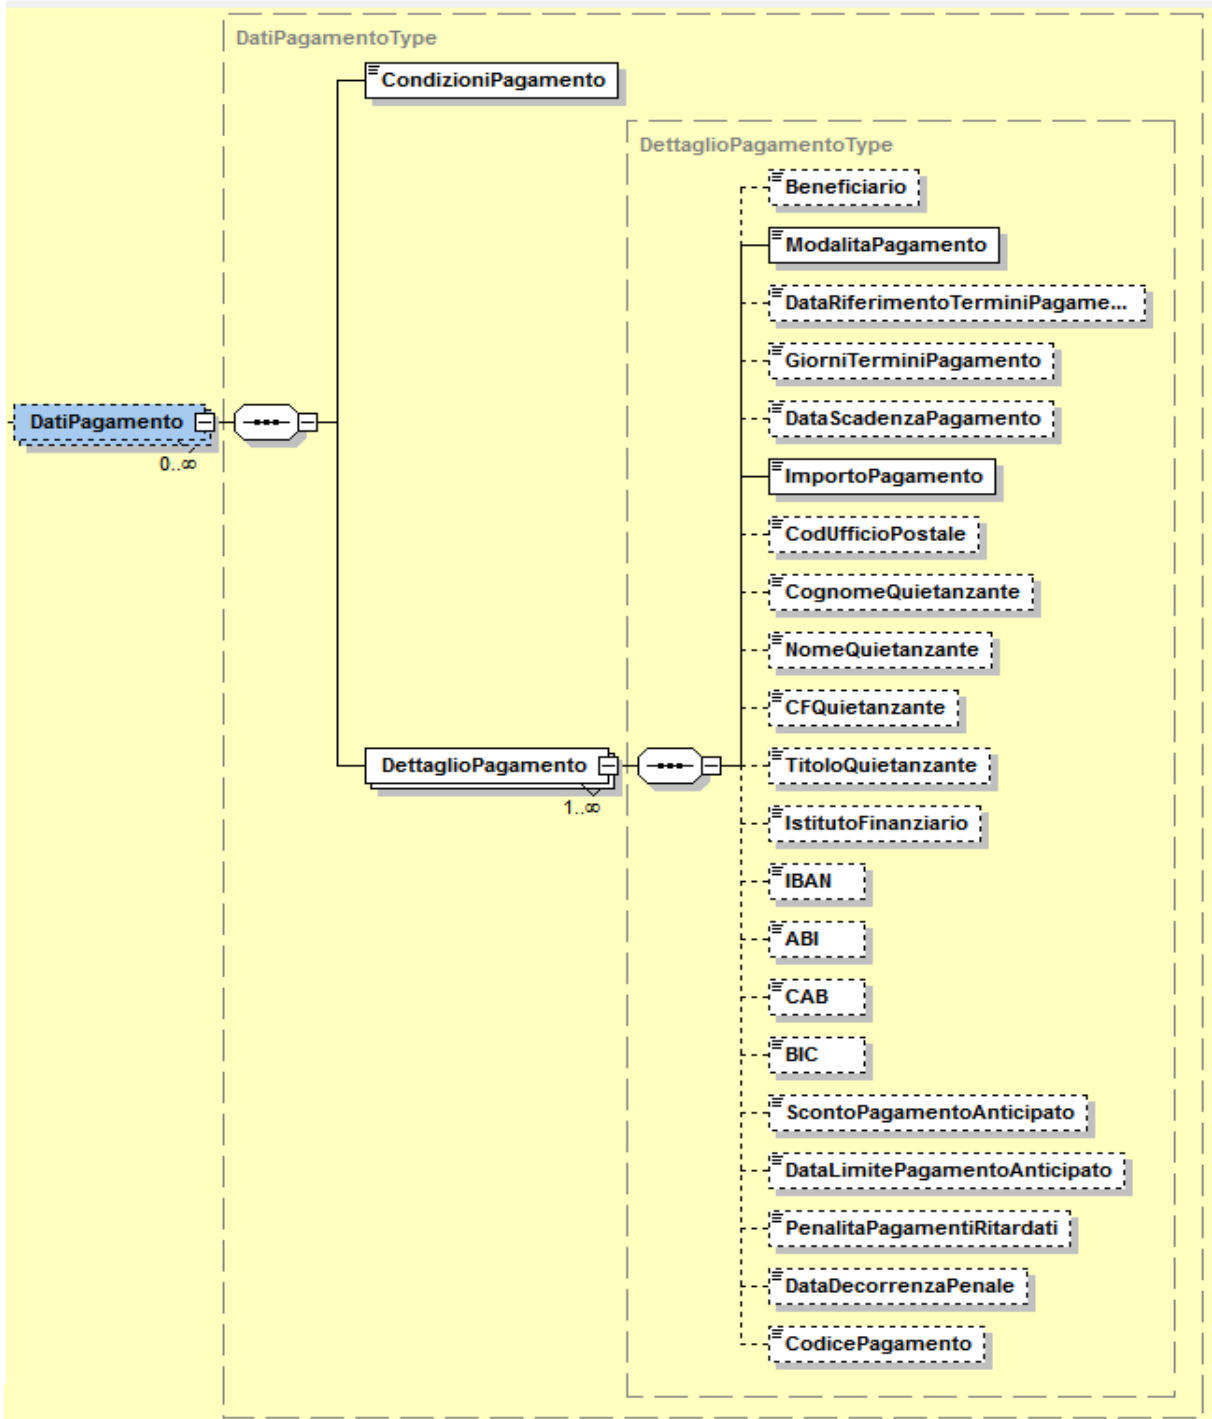 DatiPagamentoType
CondizioniPagamento
DettaglioPagamentoType
Beneficiario
ModalitaPagamento
DataRiferimentoTerminiPagame...
GiorniTerminiPagamento
DataScadenzaPagamento
DatiPagamento
0..∞
ImportoPagamento
CodUfficioPostale
CognomeQuietanzante
NomeQuietanzante
CFQuietanzante
DettaglioPagamento
1..∞
TitoloQuietanzante
IstitutoFinanziario
IBAN
ABI
CAB
BIC
ScontoPagamentoAnticipato
DataLimitePagamentoAnticipato
PenalitaPagamentiRitardati
DataDecorrenzaPenale
CodicePagamento